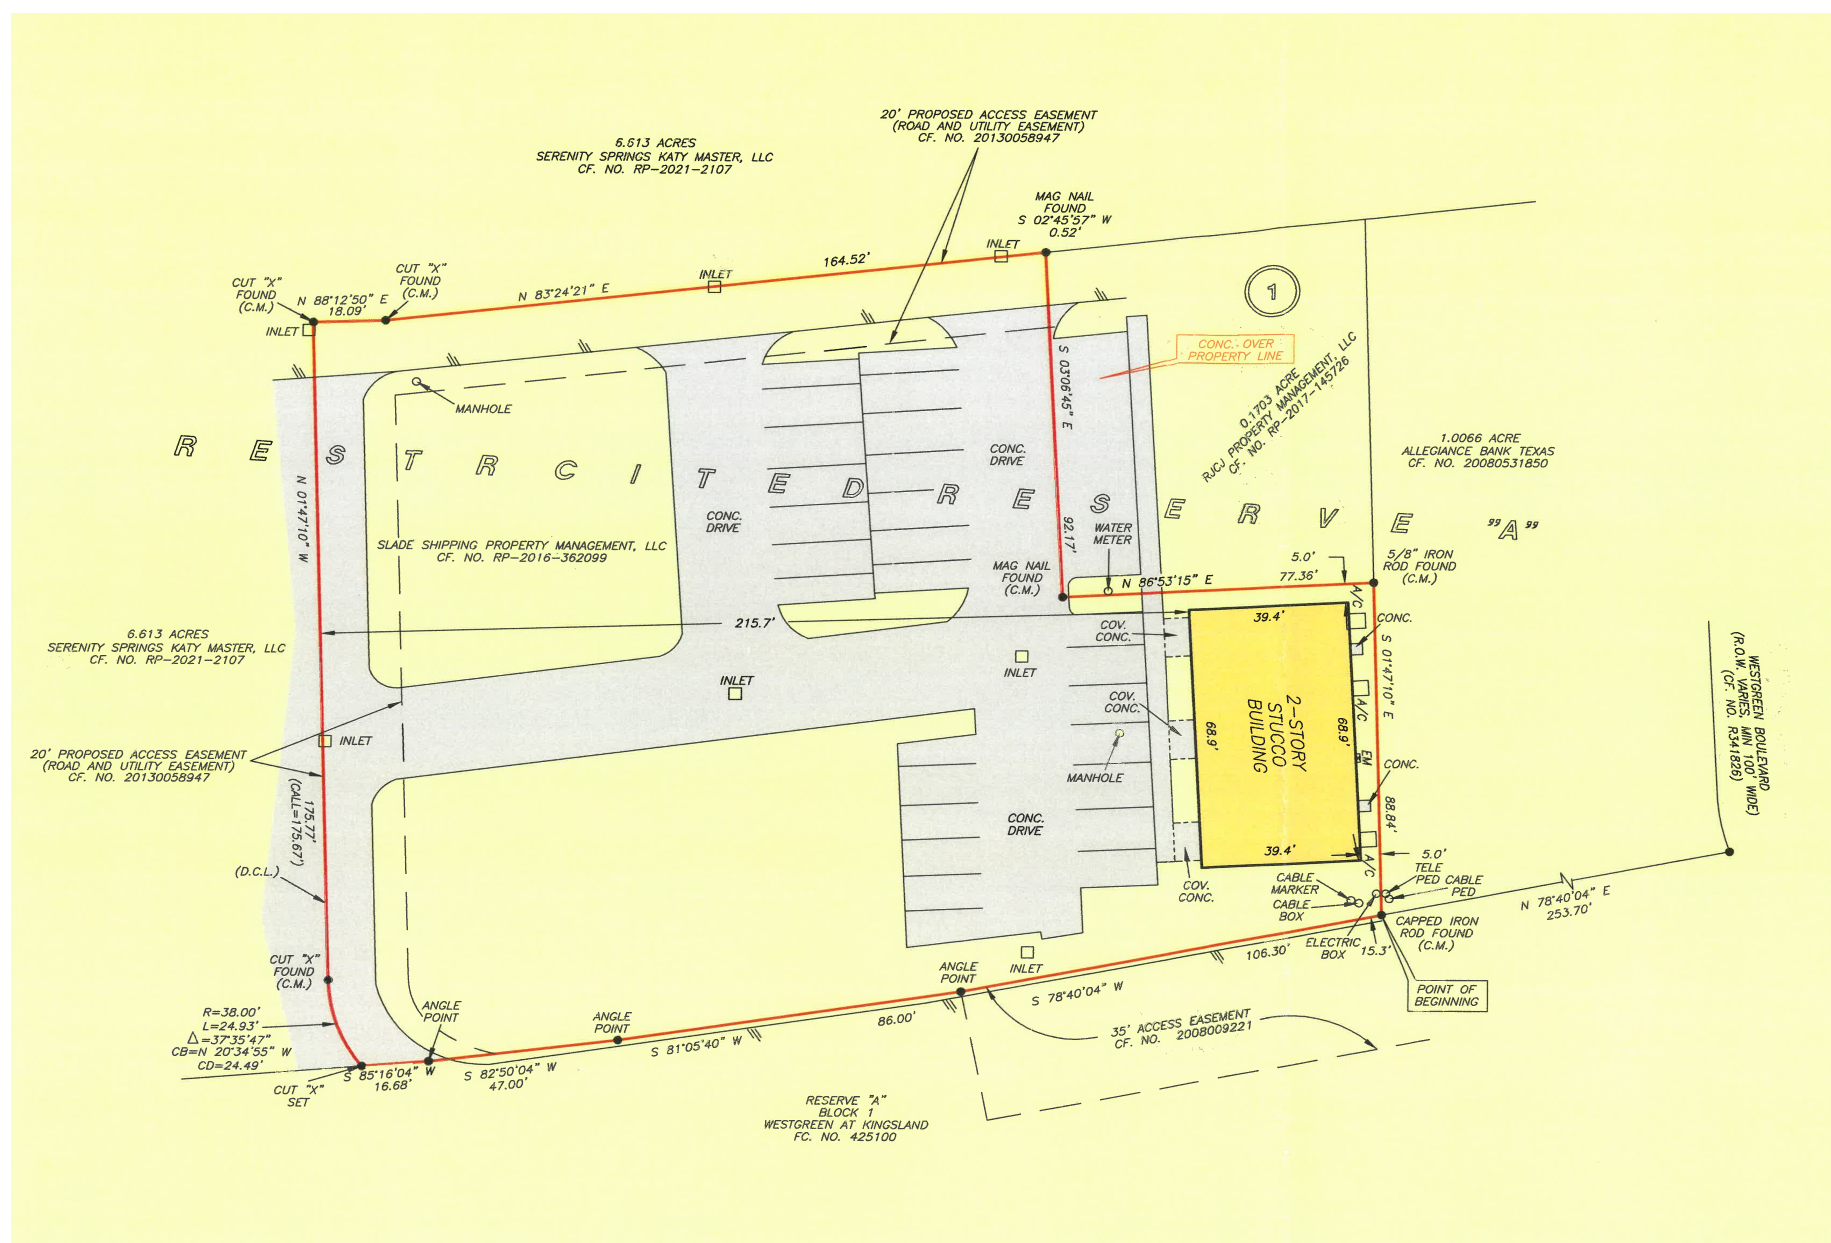 20' PROPOSED ACCESS EASEMENT
(ROAD AND UTILITY EASEMENT)
CF. NO. 20130058947
6.613 ACRES
SERENITY SPRINGS KATY MASTER, LLC
CF. NO. RP-2021-2107
MAG NAIL
FOUND
S 02°45'57" W
0.52'
INLET
164.52'
INLET
N 83°24'21" E
CUT "X"
FOUND
(C.M.)
CUT "X"
FOUND
(C.M.)
N 88°12'50" E
18.09'
INLET
1
CONC. OVER
PROPERTY LINE
0.1703 ACRE
RJCJ PROPERTY MANAGEMENT, LLC
CF. NO. RP-2017-145726
S 03°06'45" E
92.17'
MANHOLE
RESTRCITED RESERVE "A"
1.0066 ACRE
ALLEGIANCE BANK TEXAS
CF. NO. 20080531850
CONC.
DRIVE
CONC.
DRIVE
N 01°47'10" W
SLADE SHIPPING PROPERTY MANAGEMENT, LLC
CF. NO. RP-2016-362099
WATER
METER
MAG NAIL
FOUND
(C.M.)
N 86°53'15" E
77.36'
5.0'
5/8" IRON
ROD FOUND
(C.M.)
A/C
CONC.
39.4'
215.7'
COV.
CONC.
6.613 ACRES
SERENITY SPRINGS KATY MASTER, LLC
CF. NO. RP-2021-2107
INLET
INLET
S 01°47'10" E
88.84'
WESTGREEN BOULEVARD
(R.O.W. VARIES, MIN 100' WIDE)
(CF. NO. R341826)
COV.
CONC.
68.9'
2-STORY
STUCCO
BUILDING
68.9'
A/C
EM
CONC.
INLET
20' PROPOSED ACCESS EASEMENT
(ROAD AND UTILITY EASEMENT)
CF. NO. 20130058947
MANHOLE
175.77'
(CALL=175.67')
CONC.
DRIVE
39.4'
A/C
5.0'
(D.C.L.)
COV.
CONC.
CABLE
MARKER
CABLE
BOX
TELE
PED CABLE
PED
N 78°40'04" E
253.70'
CAPPED IRON
ROD FOUND
(C.M.)
ELECTRIC
BOX
15.3'
106.30'
INLET
ANGLE
POINT
CUT "X"
FOUND
(C.M.)
S 78°40'04" W
POINT OF
BEGINNING
R=38.00'
L=24.93'
Δ=37°35'47"
CB=N 20°34'55" W
CD=24.49'
ANGLE
POINT
ANGLE
POINT
86.00'
S 81°05'40" W
35' ACCESS EASEMENT
CF. NO. 2008009221
S 85°16'04" W
16.68'
S 82°50'04" W
47.00'
CUT "X"
SET
RESERVE "A"
BLOCK 1
WESTGREEN AT KINGSLAND
FC. NO. 425100